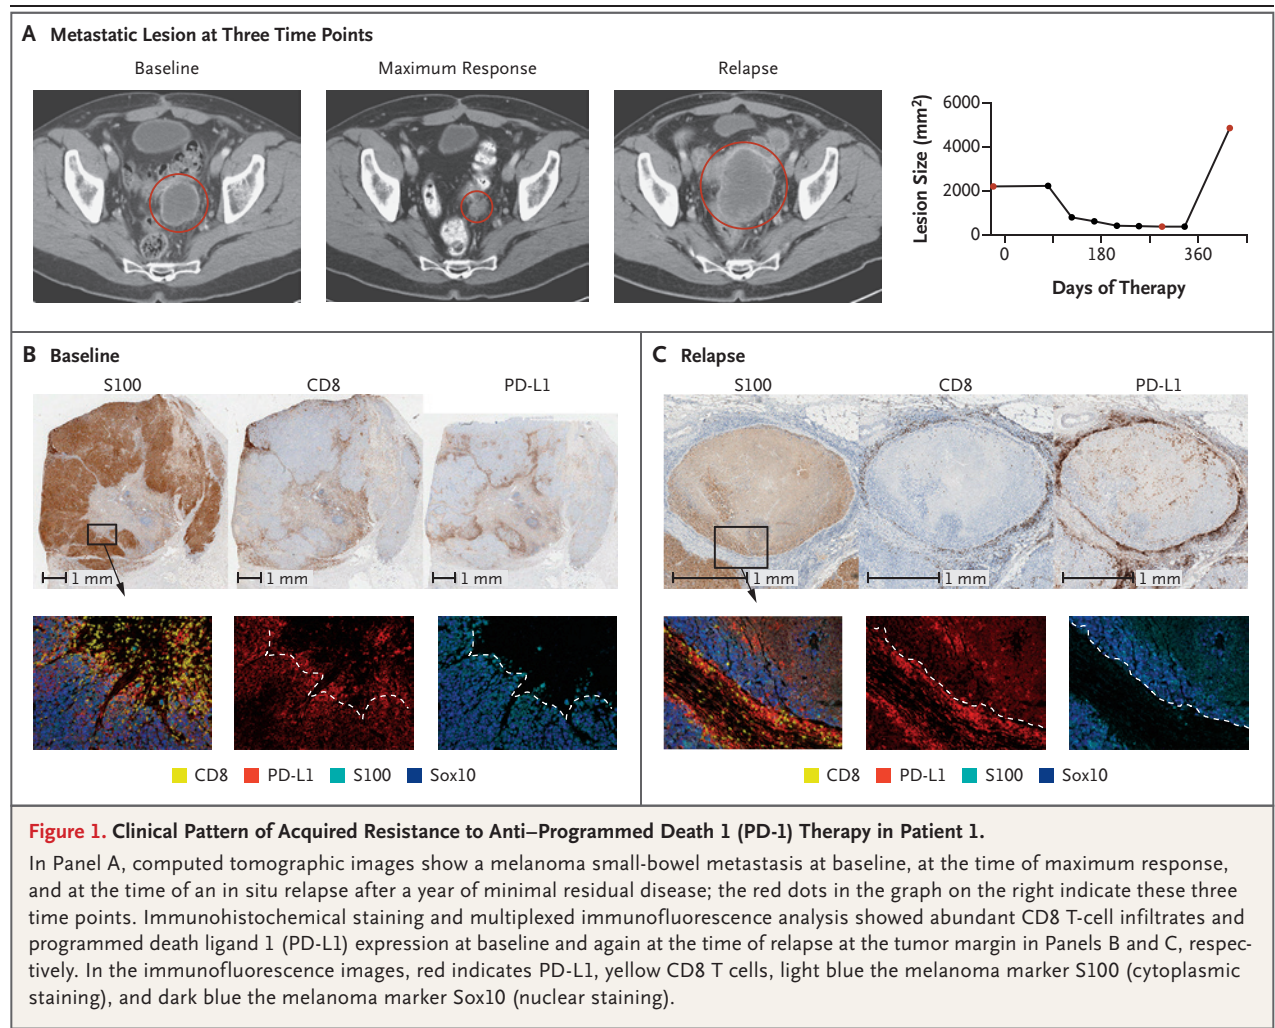 A Metastatic Lesion at Three Time Points
Baseline
Maximum Response
Relapse
Lesion Size (mm²)
6000
4000
2000
0
0 180 360
Days of Therapy
B Baseline
S100 CD8 PD-L1
1 mm 1 mm 1 mm
CD8 PD-L1 S100 Sox10
C Relapse
S100 CD8 PD-L1
1 mm 1 mm 1 mm
CD8 PD-L1 S100 Sox10
Figure 1. Clinical Pattern of Acquired Resistance to Anti–Programmed Death 1 (PD-1) Therapy in Patient 1.
In Panel A, computed tomographic images show a melanoma small-bowel metastasis at baseline, at the time of maximum response,
and at the time of an in situ relapse after a year of minimal residual disease; the red dots in the graph on the right indicate these three
time points. Immunohistochemical staining and multiplexed immunofluorescence analysis showed abundant CD8 T-cell infiltrates and
programmed death ligand 1 (PD-L1) expression at baseline and again at the time of relapse at the tumor margin in Panels B and C, respec-
tively. In the immunofluorescence images, red indicates PD-L1, yellow CD8 T cells, light blue the melanoma marker S100 (cytoplasmic
staining), and dark blue the melanoma marker Sox10 (nuclear staining).